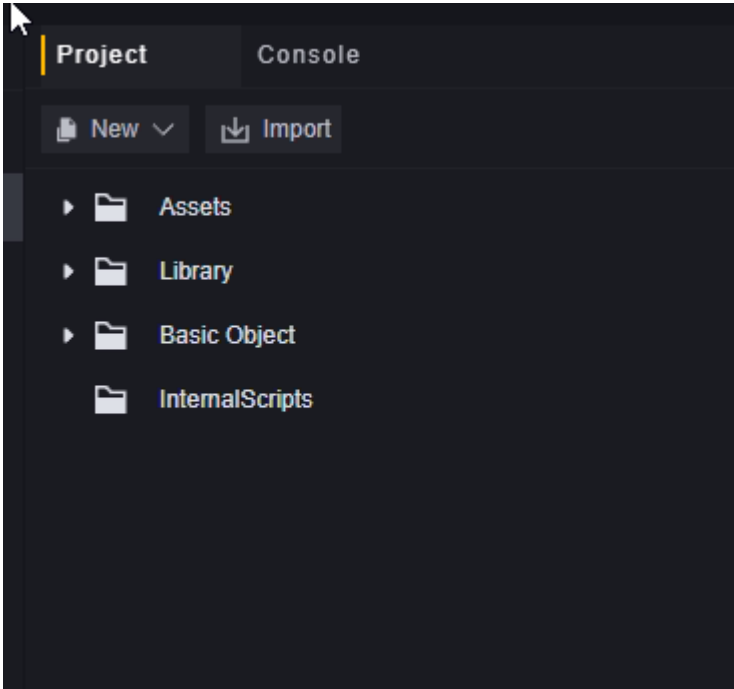 Project Console
New Import
Assets
Library
Basic Object
InternalScripts